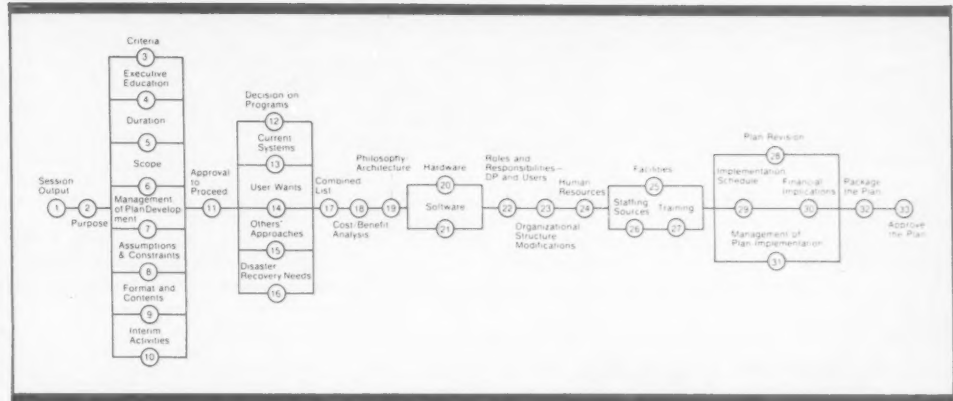 Session
Output
1
2
Purpose
Criteria
3
Executive
Education
4
Duration
5
Scope
6
Management
of Plan Develop
ment
7
Assumptions
& Constraints
8
Format and
Contents
9
Interim
Activities
10
Approval
to
Proceed
11
Decision on
Programs
12
Current
Systems
13
User Wants
14
Others'
Approaches
15
Disaster
Recovery Needs
16
Combined
List
17
18
Cost/Benefit
Analysis
Philosophy
Architecture
19
Hardware
20
Software
21
Roles and
Responsibilities–
DP and Users
22
23
Organizational
Structure
Modifications
Human
Resources
24
Facilities
25
Staffing
Sources
26
Training
27
Plan Revision
28
Implementation
Schedule
29
Financial
Implications
30
Management of
Plan Implementation
31
Package
the Plan
32
33
Approve
the Plan